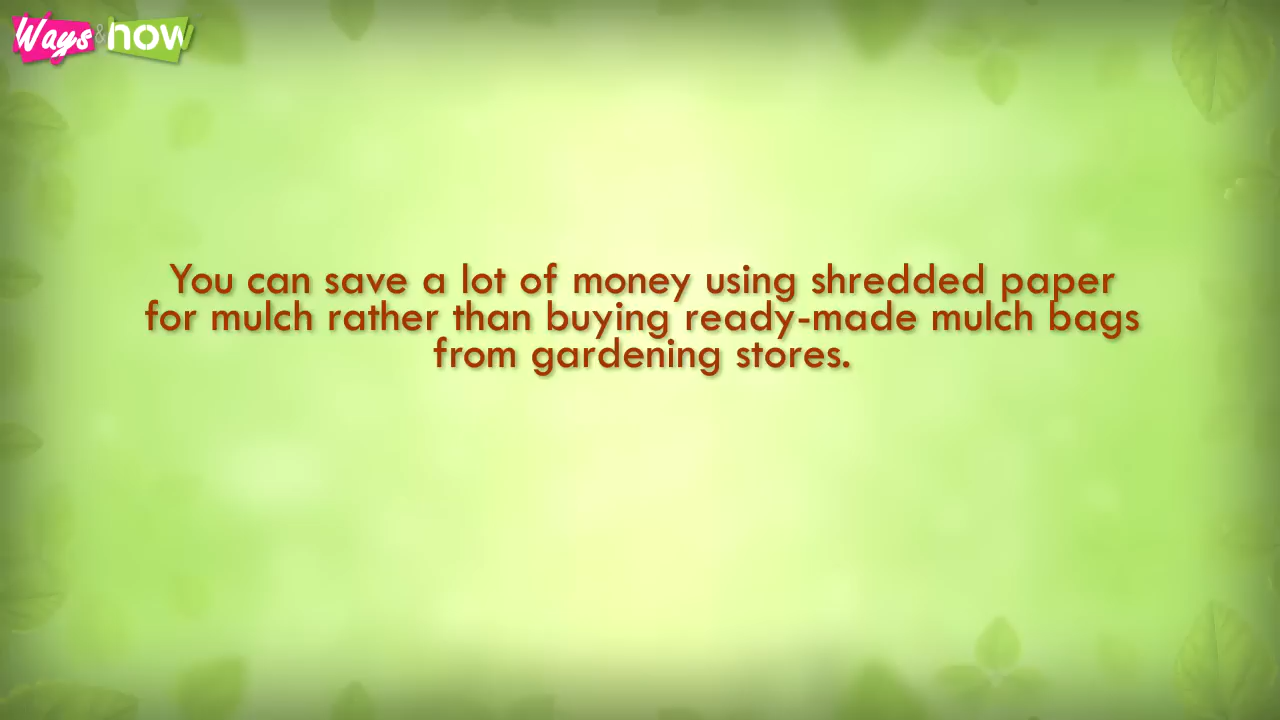 Ways & how
You can save a lot of money using shredded paper
for mulch rather than buying ready-made mulch bags
from gardening stores.